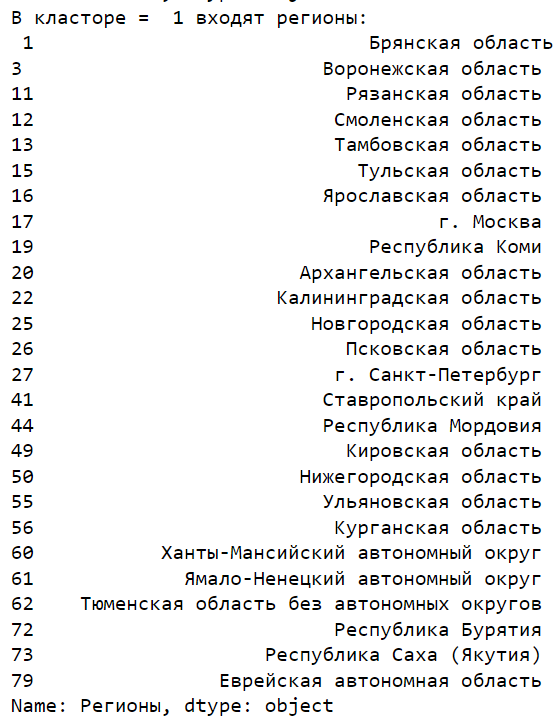 В класторе =  1 входят регионы:
1 Брянская область
3 Воронежская область
11 Рязанская область
12 Смоленская область
13 Тамбовская область
15 Тульская область
16 Ярославская область
17 г. Москва
19 Республика Коми
20 Архангельская область
22 Калининградская область
25 Новгородская область
26 Псковская область
27 г. Санкт-Петербург
41 Ставропольский край
44 Республика Мордовия
49 Кировская область
50 Нижегородская область
55 Ульяновская область
56 Курганская область
60 Ханты-Мансийский автономный округ
61 Ямало-Ненецкий автономный округ
62 Тюменская область без автономных округов
72 Республика Бурятия
73 Республика Саха (Якутия)
79 Еврейская автономная область
Name: Регионы, dtype: object